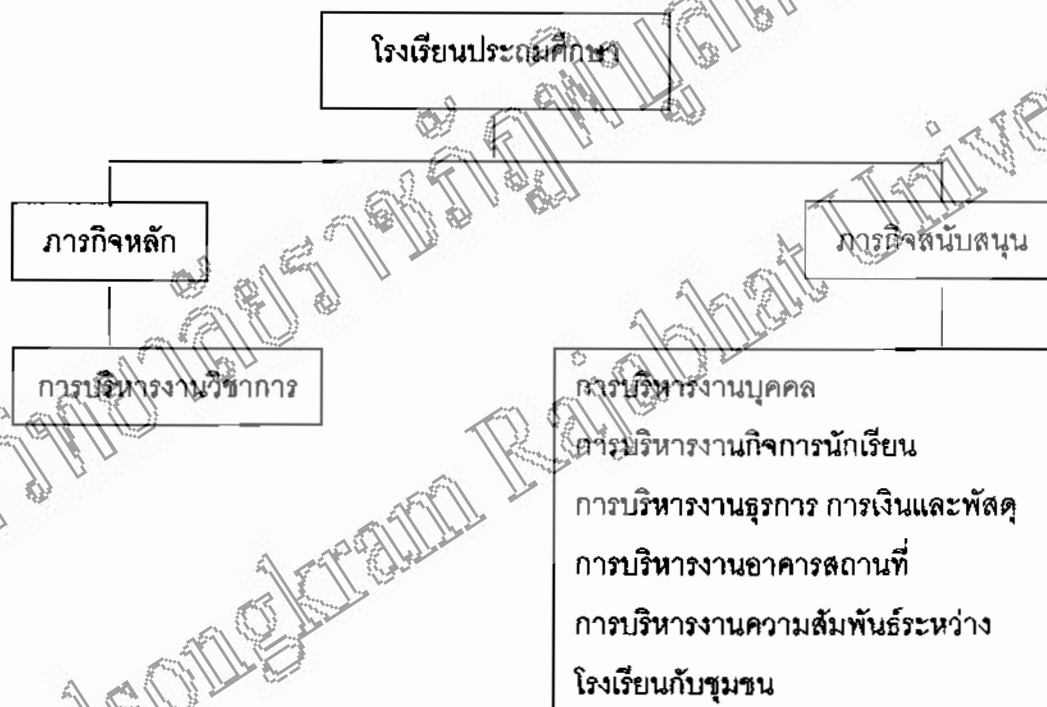 โรงเรียนประถมศึกษา
ภารกิจหลัก
ภารกิจสนับสนุน
การบริหารงานวิชาการ
การบริหารงานบุคคล
การบริหารงานกิจการนักเรียน
การบริหารงานธุรการ การเงินและพัสดุ
การบริหารงานอาคารสถานที่
การบริหารงานความสัมพันธ์ระหว่าง
โรงเรียนกับชุมชน